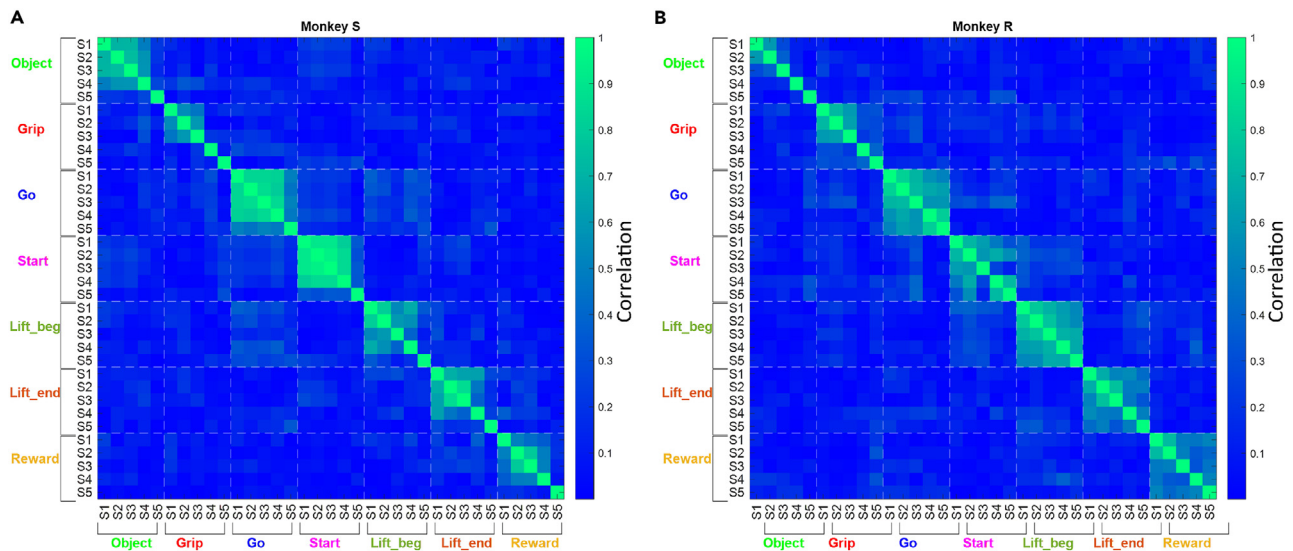 A
Monkey S
Object
S1
S2
S3
S4
S5
Grip
S1
S2
S3
S4
S5
Go
S1
S2
S3
S4
S5
Start
S1
S2
S3
S4
S5
Lift_beg
S1
S2
S3
S4
S5
Lift_end
S1
S2
S3
S4
S5
Reward
S1
S2
S3
S4
S5
S1 S2 S3 S4 S5 S1 S2 S3 S4 S5 S1 S2 S3 S4 S5 S1 S2 S3 S4 S5 S1 S2 S3 S4 S5 S1 S2 S3 S4 S5 S1 S2 S3 S4 S5
Object Grip Go Start Lift_beg Lift_end Reward
1
0.9
0.8
0.7
0.6
0.5
0.4
0.3
0.2
0.1
Correlation
B
Monkey R
Object
S1
S2
S3
S4
S5
Grip
S1
S2
S3
S4
S5
Go
S1
S2
S3
S4
S5
Start
S1
S2
S3
S4
S5
Lift_beg
S1
S2
S3
S4
S5
Lift_end
S1
S2
S3
S4
S5
Reward
S1
S2
S3
S4
S5
S1 S2 S3 S4 S5 S1 S2 S3 S4 S5 S1 S2 S3 S4 S5 S1 S2 S3 S4 S5 S1 S2 S3 S4 S5 S1 S2 S3 S4 S5 S1 S2 S3 S4 S5
Object Grip Go Start Lift_beg Lift_end Reward
1
0.9
0.8
0.7
0.6
0.5
0.4
0.3
0.2
0.1
Correlation